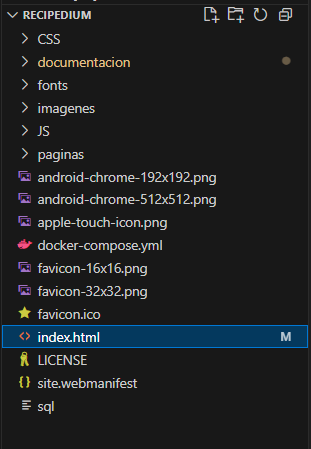 RECIPEDIUM
CSS
documentacion
fonts
imagenes
JS
paginas
android-chrome-192x192.png
android-chrome-512x512.png
apple-touch-icon.png
docker-compose.yml
favicon-16x16.png
favicon-32x32.png
favicon.ico
index.html M
LICENSE
site.webmanifest
sql